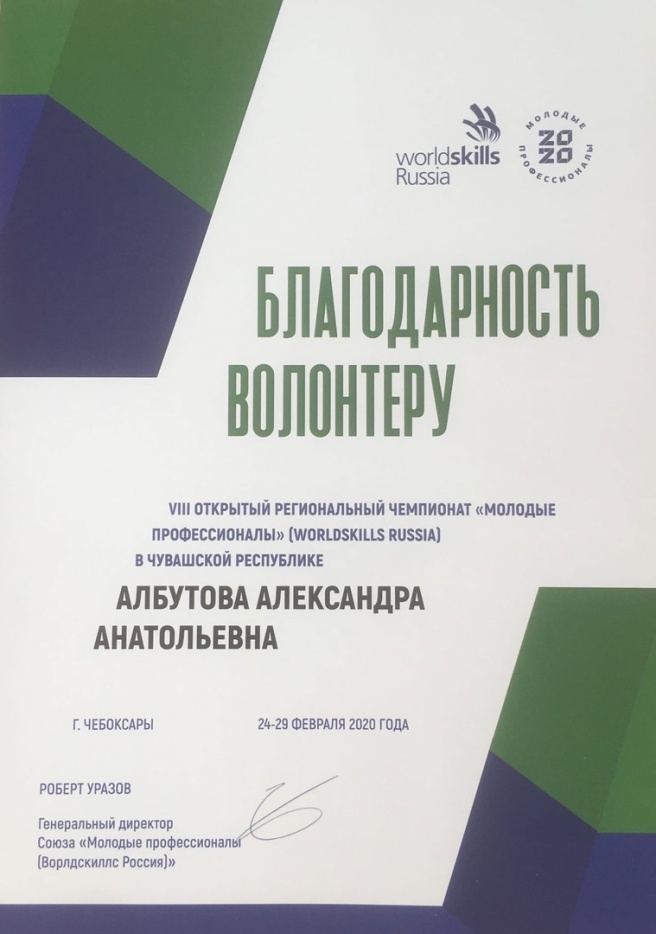 worldskills
Russia
МОЛОДЫЕ
2020
ПРОФЕССИОНАЛЫ
БЛАГОДАРНОСТЬ
ВОЛОНТЕРУ
VIII ОТКРЫТЫЙ РЕГИОНАЛЬНЫЙ ЧЕМПИОНАТ «МОЛОДЫЕ
ПРОФЕССИОНАЛЫ» (WORLDSKILLS RUSSIA)
В ЧУВАШСКОЙ РЕСПУБЛИКЕ
АЛБУТОВА АЛЕКСАНДРА
АНАТОЛЬЕВНА
Г. ЧЕБОКСАРЫ 24-29 ФЕВРАЛЯ 2020 ГОДА
РОБЕРТ УРАЗОВ
Генеральный директор
Союза «Молодые профессионалы
(Ворлдскиллс Россия)»